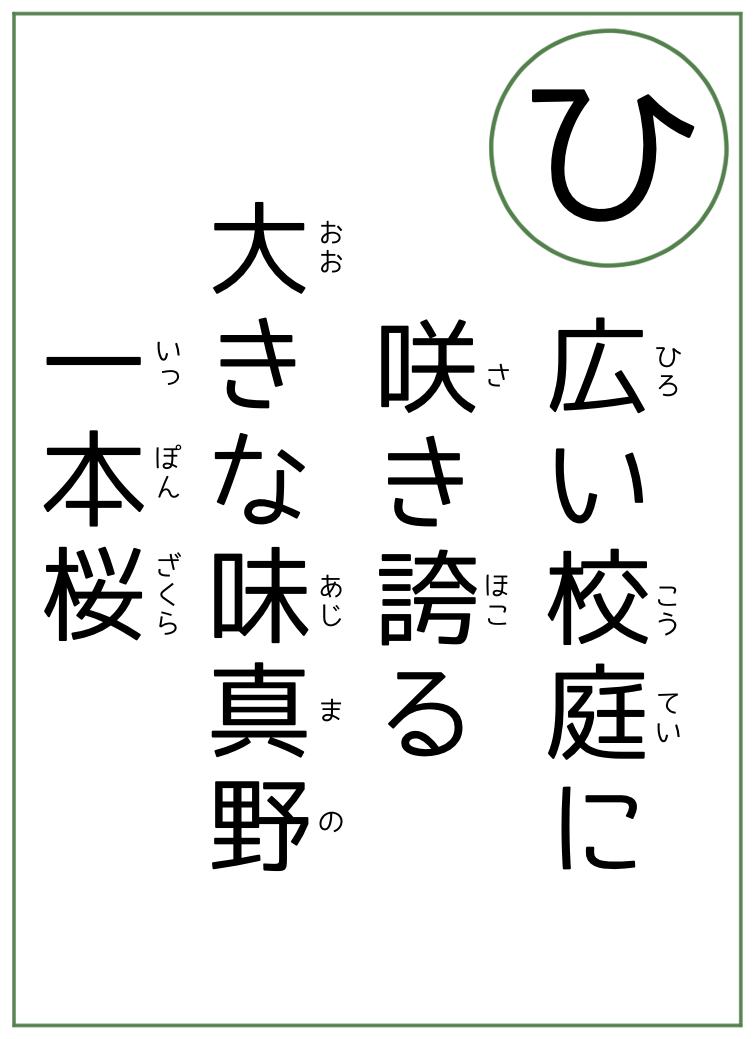 ひ
広い校庭に
咲き誇る
大きな味真野
一本桜
ひろ
こう
てい
さ
ほこ
おお
あじ
ま
の
いっ
ぽん
ざくら